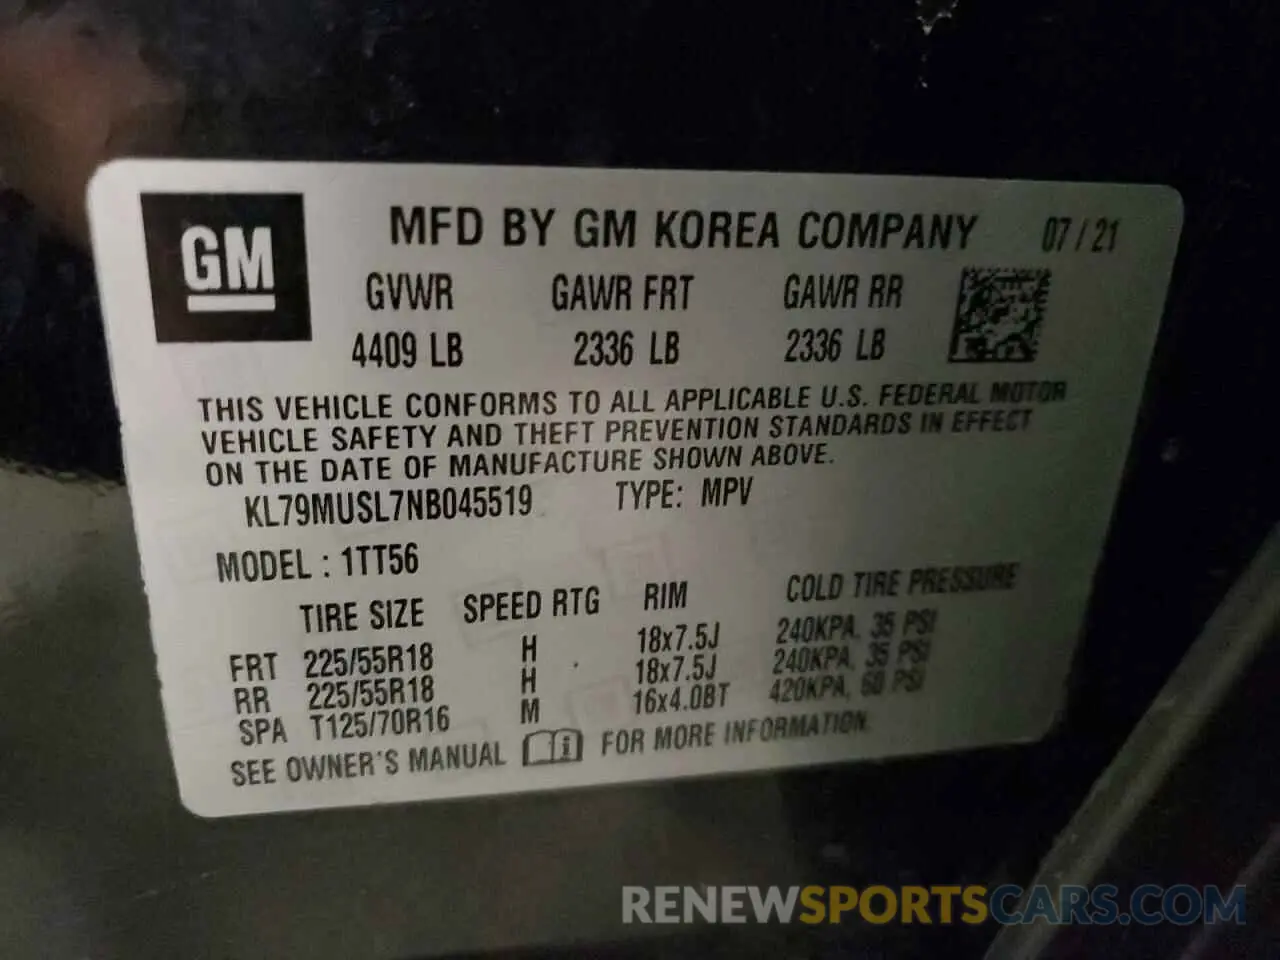 GM
MFD BY GM KOREA COMPANY 07/21
GVWR GAWR FRT GAWR RR
4409 LB 2336 LB 2336 LB
THIS VEHICLE CONFORMS TO ALL APPLICABLE U.S. FEDERAL MOTOR
VEHICLE SAFETY AND THEFT PREVENTION STANDARDS IN EFFECT
ON THE DATE OF MANUFACTURE SHOWN ABOVE.
KL79MUSL7NB045519 TYPE: MPV
MODEL : 1TT56
TIRE SIZE SPEED RTG RIM COLD TIRE PRESSURE
FRT 225/55R18 H 18x7.5J 240KPA, 35 PSI
RR 225/55R18 H 18x7.5J 240KPA, 35 PSI
SPA T125/70R16 M 16x4.0BT 420KPA, 60 PSI
SEE OWNER'S MANUAL i FOR MORE INFORMATION.
RENEWSPORTSCARS.COM